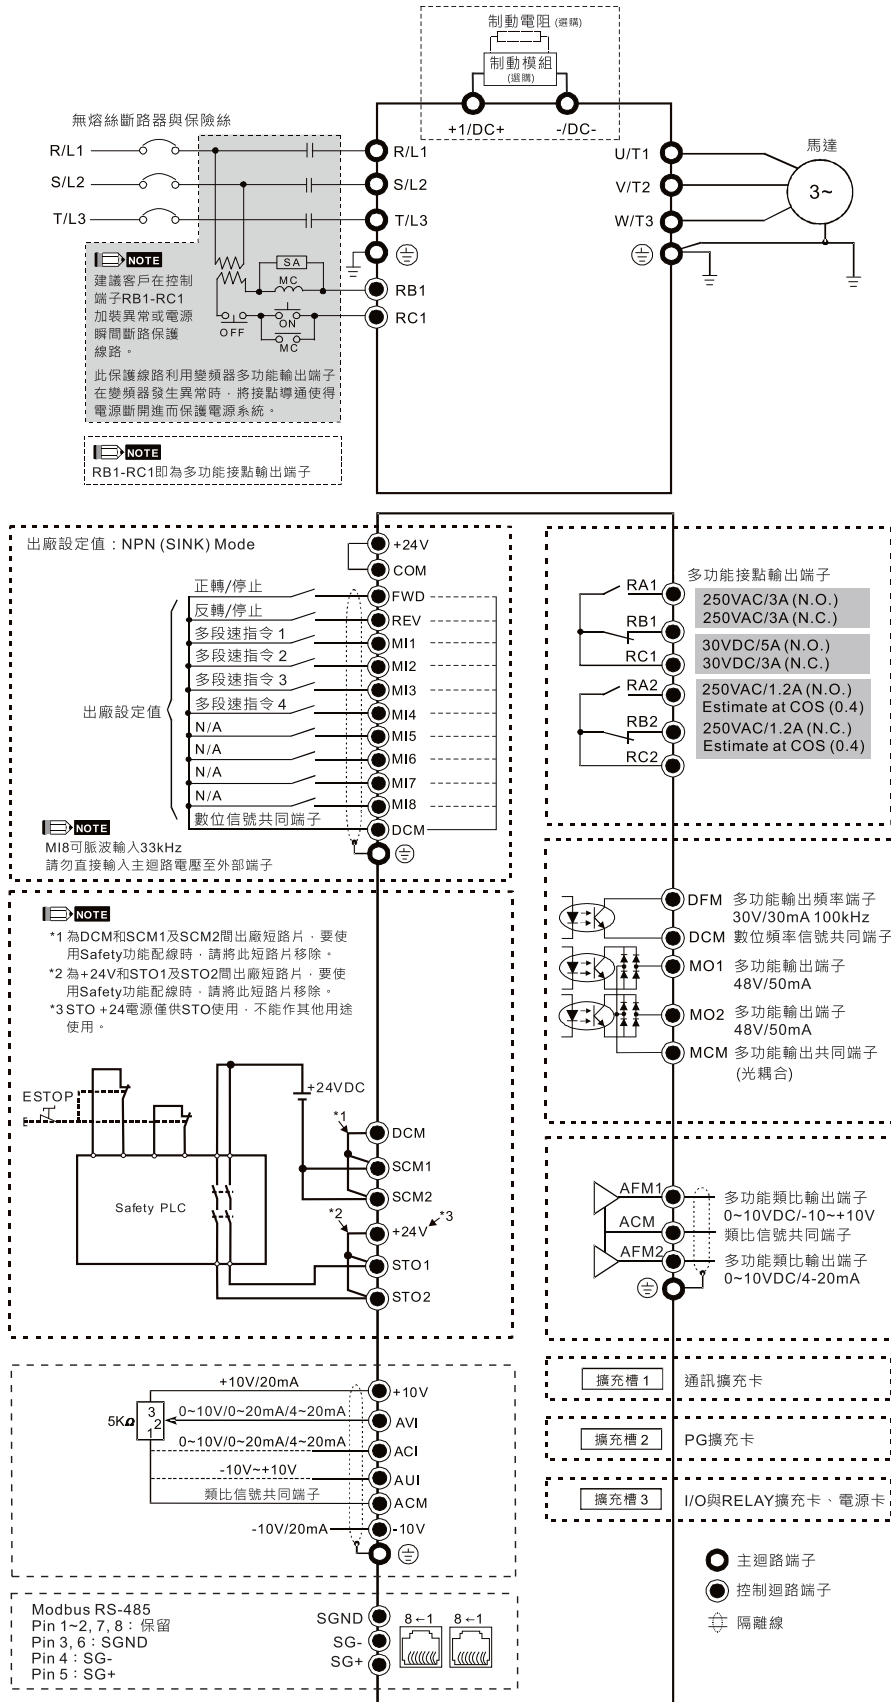 制動電阻 (選購)
制動模組
(選購)
+1/DC+
-/DC-
無熔絲斷路器與保險絲
R/L1
S/L2
T/L3
R/L1
S/L2
T/L3
U/T1
V/T2
W/T3
馬達
3~
NOTE
建議客戶在控制
端子RB1-RC1
加裝異常或電源
瞬間斷路保護
線路。
SA
MC
ON
OFF
MC
RB1
RC1
此保護線路利用變頻器多功能輸出端子
在變頻器發生異常時，將接點導通使得
電源斷開進而保護電源系統。
NOTE
RB1-RC1即為多功能接點輸出端子
出廠設定值：NPN (SINK) Mode
+24V
COM
正轉/停止
FWD
反轉/停止
REV
多段速指令 1
MI1
多段速指令 2
MI2
多段速指令 3
MI3
多段速指令 4
MI4
出廠設定值
N/A
MI5
N/A
MI6
N/A
MI7
N/A
MI8
數位信號共同端子
DCM
NOTE
MI8可脈波輸入33kHz
請勿直接輸入主迴路電壓至外部端子
RA1
RB1
RC1
RA2
RB2
RC2
多功能接點輸出端子
250VAC/3A (N.O.)
250VAC/3A (N.C.)
30VDC/5A (N.O.)
30VDC/3A (N.C.)
250VAC/1.2A (N.O.)
Estimate at COS (0.4)
250VAC/1.2A (N.C.)
Estimate at COS (0.4)
NOTE
*1 為DCM和SCM1及SCM2間出廠短路片，要使
用Safety功能配線時，請將此短路片移除。
*2 為+24V和STO1及STO2間出廠短路片，要使
用Safety功能配線時，請將此短路片移除。
*3 STO +24電源僅供STO使用，不能作其他用途
使用。
ESTOP
+24VDC
Safety PLC
*1
DCM
SCM1
SCM2
*2
+24V
*3
STO1
STO2
DFM 多功能輸出頻率端子
30V/30mA 100kHz
DCM 數位頻率信號共同端子
MO1 多功能輸出端子
48V/50mA
MO2 多功能輸出端子
48V/50mA
MCM 多功能輸出共同端子
(光耦合)
AFM1
ACM
AFM2
多功能類比輸出端子
0~10VDC/-10~+10V
類比信號共同端子
多功能類比輸出端子
0~10VDC/4-20mA
+10V/20mA
+10V
5KΩ
3
2
1
0~10V/0~20mA/4~20mA
AVI
0~10V/0~20mA/4~20mA
ACI
-10V~+10V
AUI
類比信號共同端子
ACM
-10V/20mA
-10V
擴充槽 1 通訊擴充卡
擴充槽 2 PG擴充卡
擴充槽 3 I/O與RELAY擴充卡、電源卡
主迴路端子
控制迴路端子
隔離線
Modbus RS-485
Pin 1~2, 7, 8：保留
Pin 3, 6：SGND
Pin 4：SG-
Pin 5：SG+
SGND
SG-
SG+
8←1
8←1